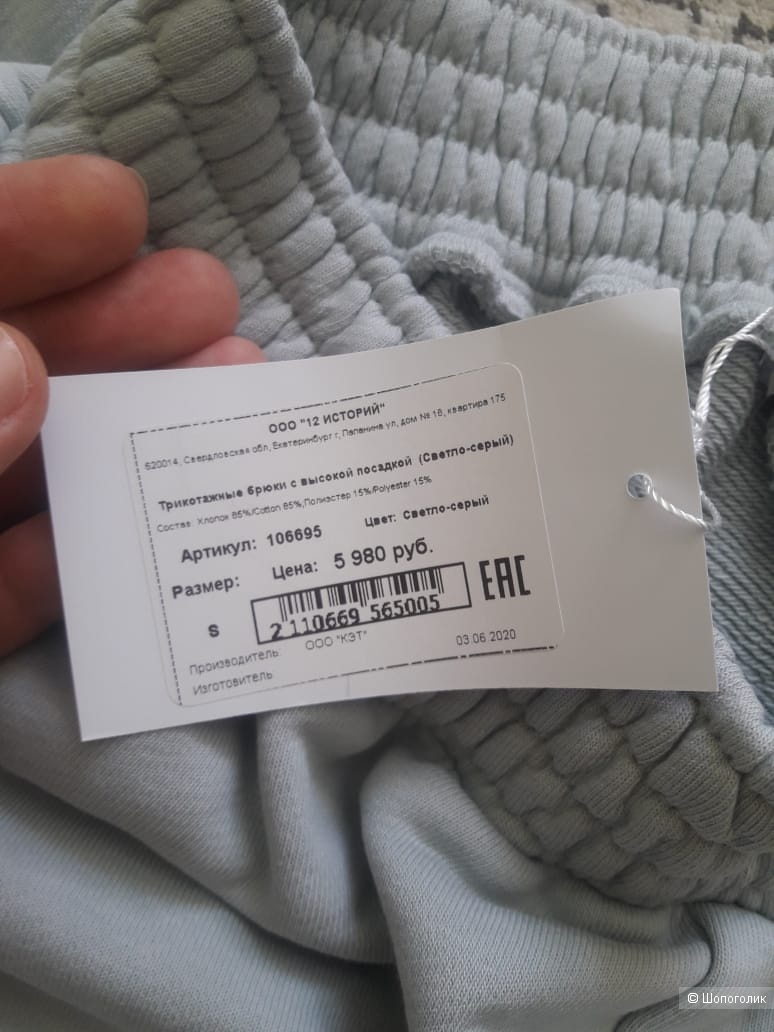 ООО "12 ИСТОРИЙ"
620014, Свердловская обл, Екатеринбург г, Папанина ул, дом № 18, квартира 175
Трикотажные брюки с высокой посадкой (Светло-серый)
Состав: Хлопок 85%/Cotton 85%,Полиэстер 15%/Polyester 15%
Артикул: 106695 Цвет: Светло-серый
Размер: Цена: 5 980 руб.
S
2 110669 565005
EAC
Производитель: ООО "КЭТ" 03.06.2020
Изготовитель:
© Шопоголик